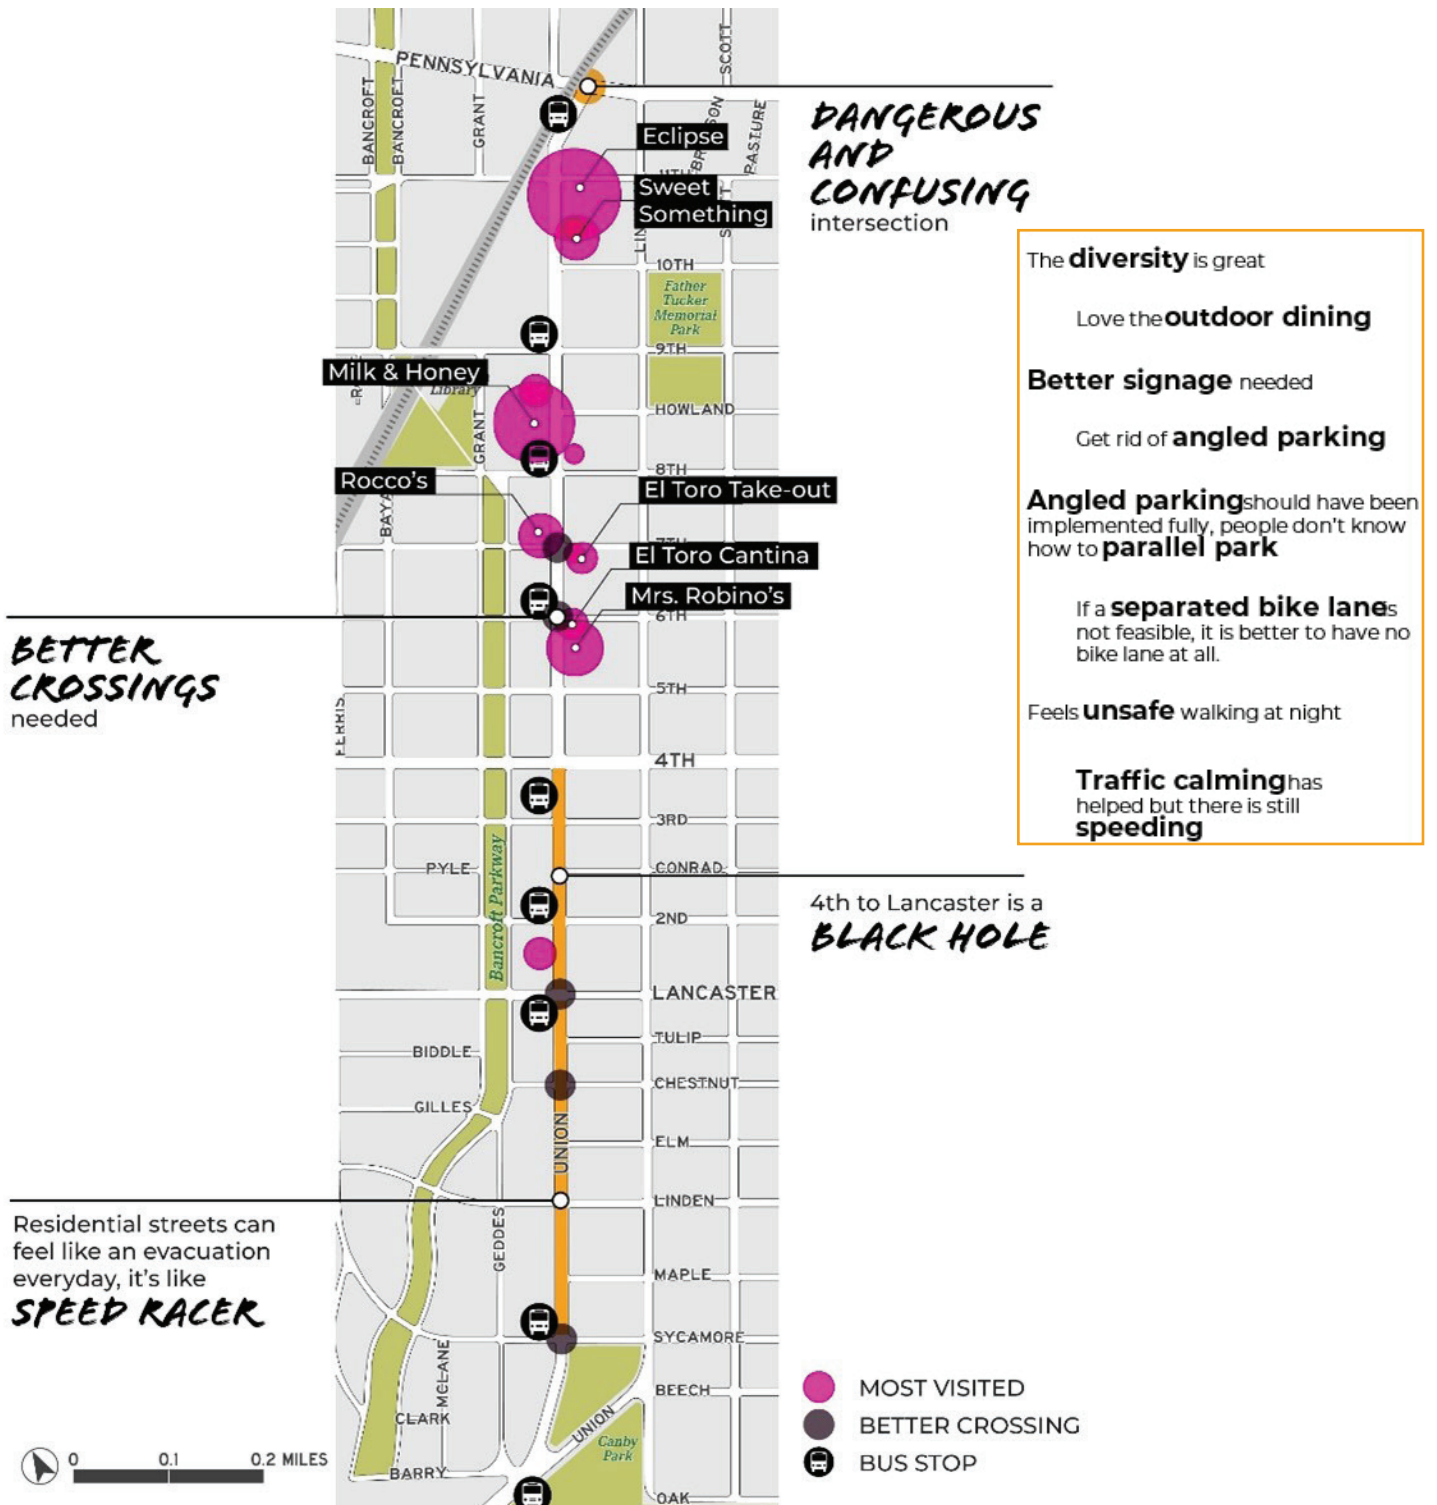 PENNSYLVANIA
BANCROFT
BANCROFT
GRANT
SCOTT
PASTURE
DANGEROUS
AND
CONFUSING
intersection
Eclipse
11TH
Sweet
Something
10TH
Father
Tucker
Memorial
Park
9TH
Milk & Honey
Library
HOWLAND
GRANT
8TH
Rocco's
El Toro Take-out
7TH
El Toro Cantina
Mrs. Robino's
6TH
BETTER
CROSSINGS
needed
5TH
FERRIS
4TH
3RD
PYLE
CONRAD
Bancroft Parkway
2ND
4th to Lancaster is a
BLACK HOLE
LANCASTER
TULIP
BIDDLE
CHESTNUT
GILLES
UNION
ELM
LINDEN
GEDDES
Residential streets can
feel like an evacuation
everyday, it's like
SPEED RACER
MAPLE
SYCAMORE
MCLANE
BEECH
CLARK
UNION
Canby
Park
BARRY
OAK
0 0.1 0.2 MILES
The diversity is great
Love the outdoor dining
Better signage needed
Get rid of angled parking
Angled parking should have been
implemented fully, people don't know
how to parallel park
If a separated bike lane is
not feasible, it is better to have no
bike lane at all.
Feels unsafe walking at night
Traffic calming has
helped but there is still
speeding
MOST VISITED
BETTER CROSSING
BUS STOP